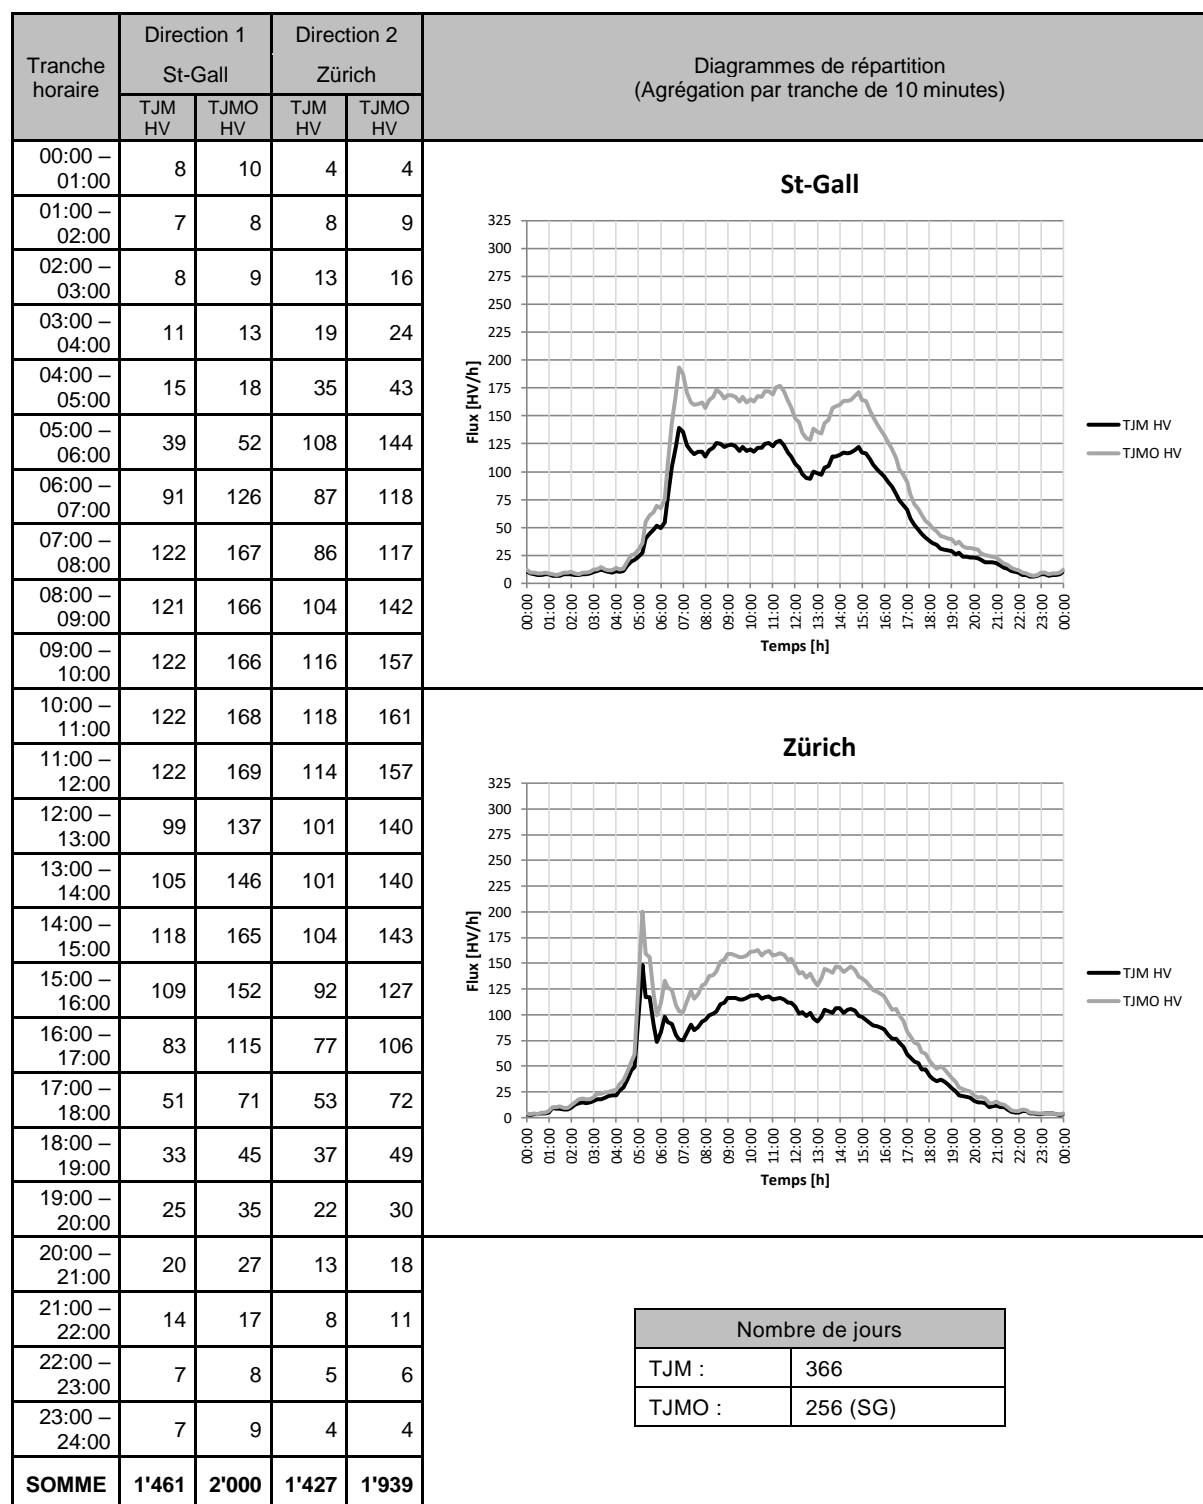 Tranche horaire
Direction 1
Direction 2
St-Gall
Zürich
TJM HV
TJMO HV
TJM HV
TJMO HV
Diagrammes de répartition
(Agrégation par tranche de 10 minutes)
00:00 – 01:00 8 10 4 4
01:00 – 02:00 7 8 8 9
02:00 – 03:00 8 9 13 16
03:00 – 04:00 11 13 19 24
04:00 – 05:00 15 18 35 43
05:00 – 06:00 39 52 108 144
06:00 – 07:00 91 126 87 118
07:00 – 08:00 122 167 86 117
08:00 – 09:00 121 166 104 142
09:00 – 10:00 122 166 116 157
10:00 – 11:00 122 168 118 161
11:00 – 12:00 122 169 114 157
12:00 – 13:00 99 137 101 140
13:00 – 14:00 105 146 101 140
14:00 – 15:00 118 165 104 143
15:00 – 16:00 109 152 92 127
16:00 – 17:00 83 115 77 106
17:00 – 18:00 51 71 53 72
18:00 – 19:00 33 45 37 49
19:00 – 20:00 25 35 22 30
20:00 – 21:00 20 27 13 18
21:00 – 22:00 14 17 8 11
22:00 – 23:00 7 8 5 6
23:00 – 24:00 7 9 4 4
SOMME 1'461 2'000 1'427 1'939
St-Gall
325
300
275
250
225
200
175
150
125
100
75
50
25
0
Flux [HV/h]
00:00 01:00 02:00 03:00 04:00 05:00 06:00 07:00 08:00 09:00 10:00 11:00 12:00 13:00 14:00 15:00 16:00 17:00 18:00 19:00 20:00 21:00 22:00 23:00 00:00
Temps [h]
TJM HV
TJMO HV
Zürich
325
300
275
250
225
200
175
150
125
100
75
50
25
0
Flux [HV/h]
00:00 01:00 02:00 03:00 04:00 05:00 06:00 07:00 08:00 09:00 10:00 11:00 12:00 13:00 14:00 15:00 16:00 17:00 18:00 19:00 20:00 21:00 22:00 23:00 00:00
Temps [h]
TJM HV
TJMO HV
Nombre de jours
TJM : 366
TJMO : 256 (SG)